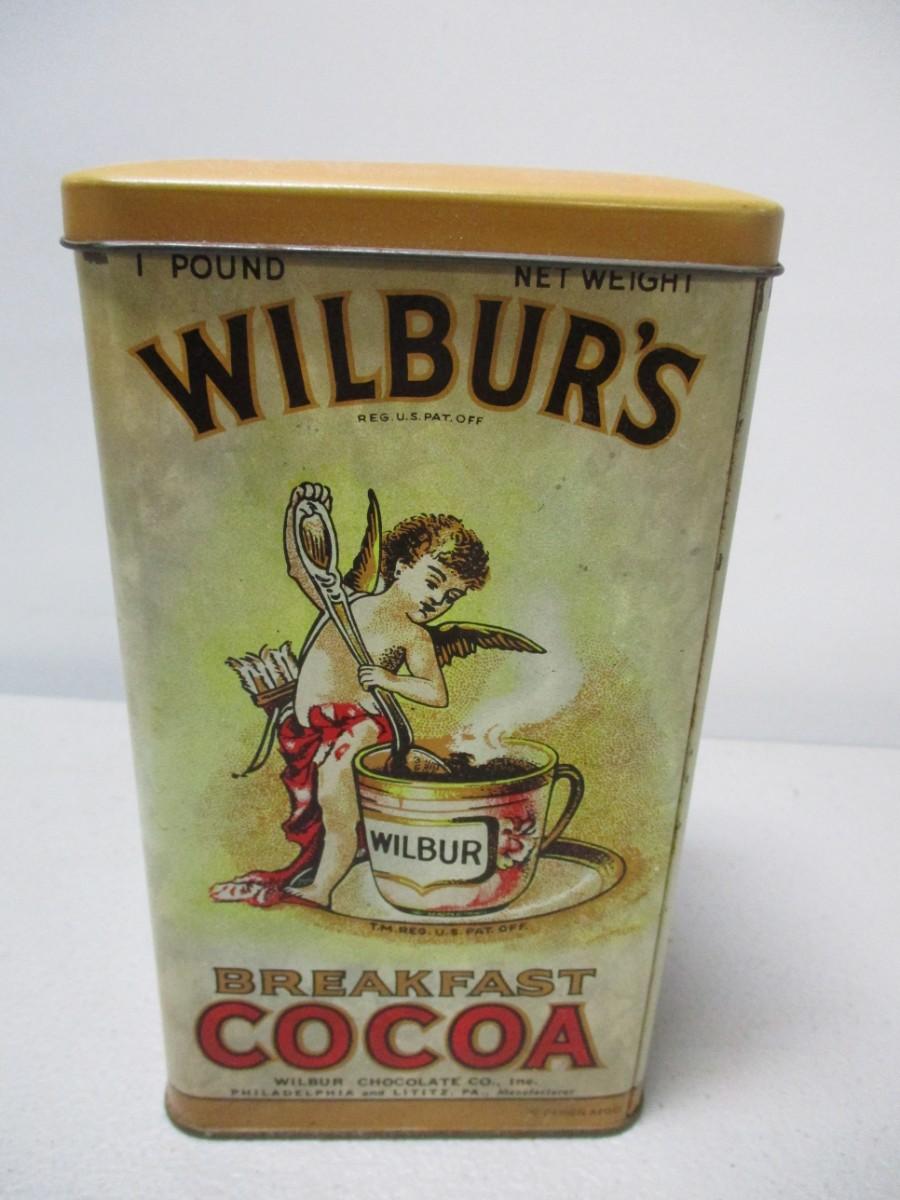 1 POUND NET WEIGHT
WILBUR'S
REG. U.S. PAT. OFF
WILBUR
T.M. REG. U.S. PAT. OFF.
BREAKFAST
COCOA
WILBUR CHOCOLATE CO., Inc.
PHILADELPHIA and LITITZ, PA., Manufacturer